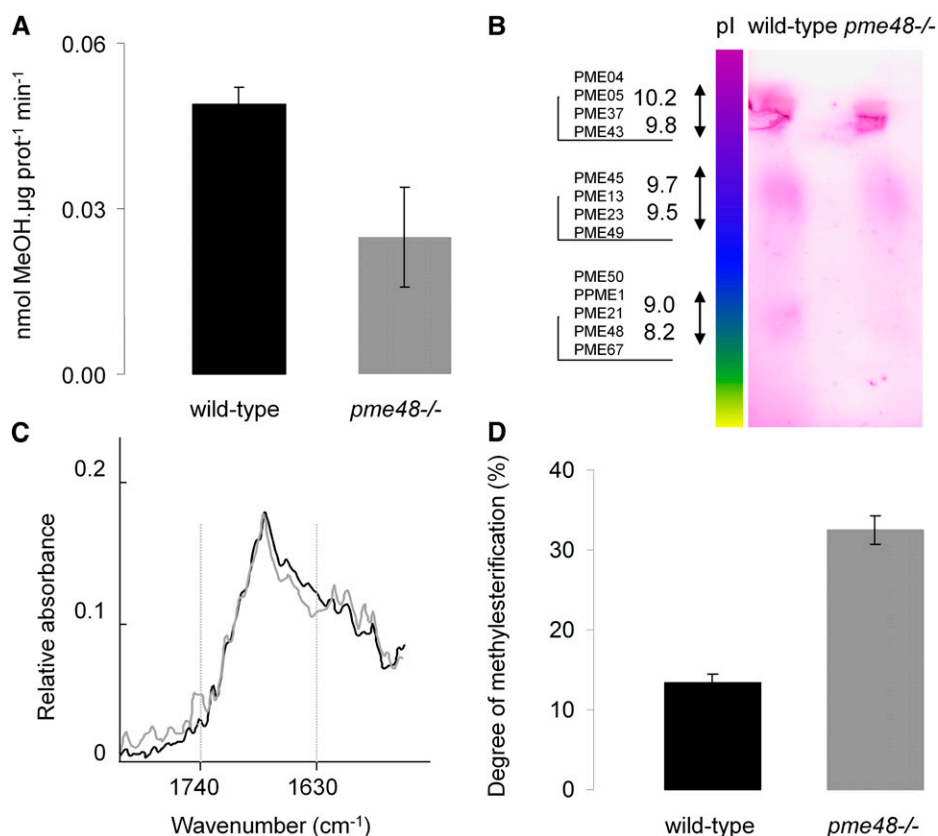 A
0.06
0.03
0.00
nmol MeOH.µg prot⁻¹ min⁻¹
wild-type
pme48-/-
B
pI wild-type pme48-/-
PME04
PME05
PME37
PME43
10.2
9.8
PME45
PME13
PME23
PME49
9.7
9.5
PME50
PPME1
PME21
PME48
PME67
9.0
8.2
C
0.2
0.1
0
Relative absorbance
1740
1630
Wavenumber (cm⁻¹)
D
40
30
20
10
0
Degree of methylesterification (%)
wild-type
pme48-/-